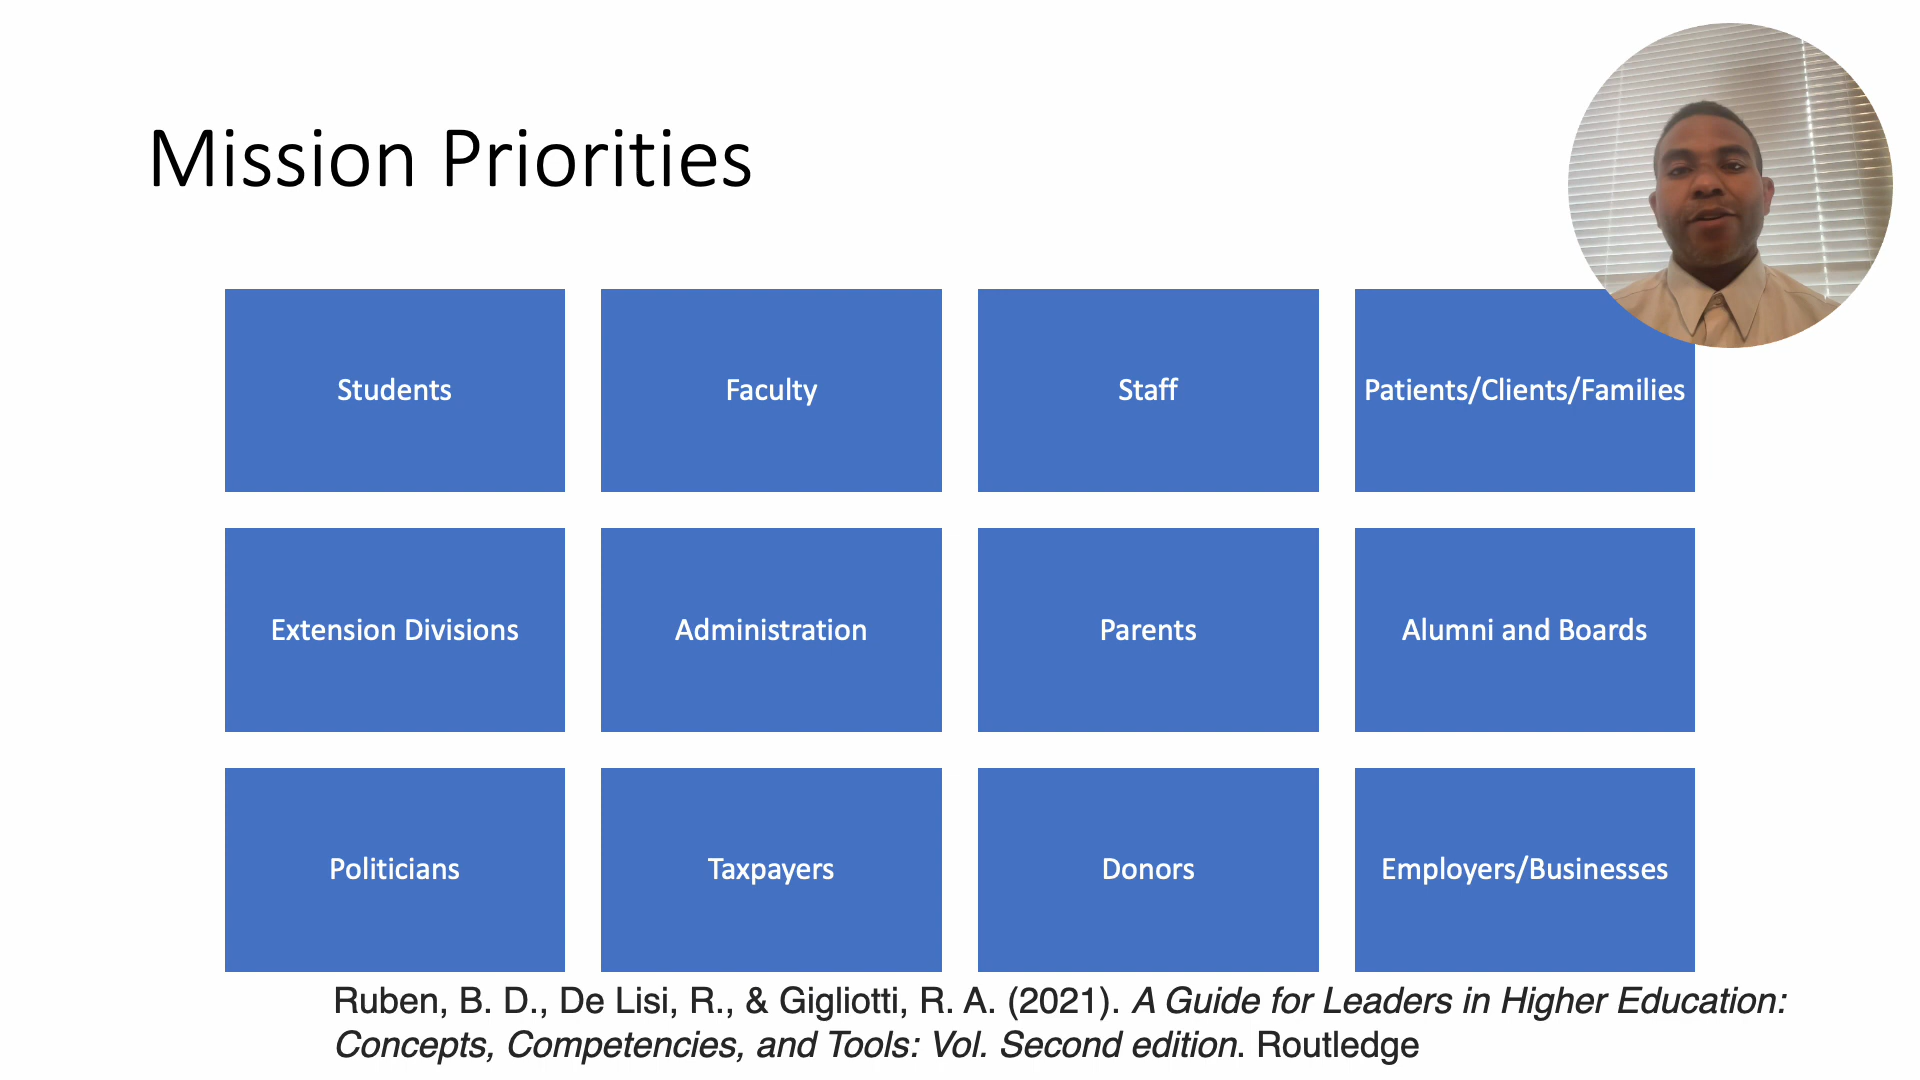 Mission Priorities
Students
Faculty
Staff
Patients/Clients/Families
Extension Divisions
Administration
Parents
Alumni and Boards
Politicians
Taxpayers
Donors
Employers/Businesses
Ruben, B. D., De Lisi, R., & Gigliotti, R. A. (2021). A Guide for Leaders in Higher Education:
Concepts, Competencies, and Tools: Vol. Second edition. Routledge